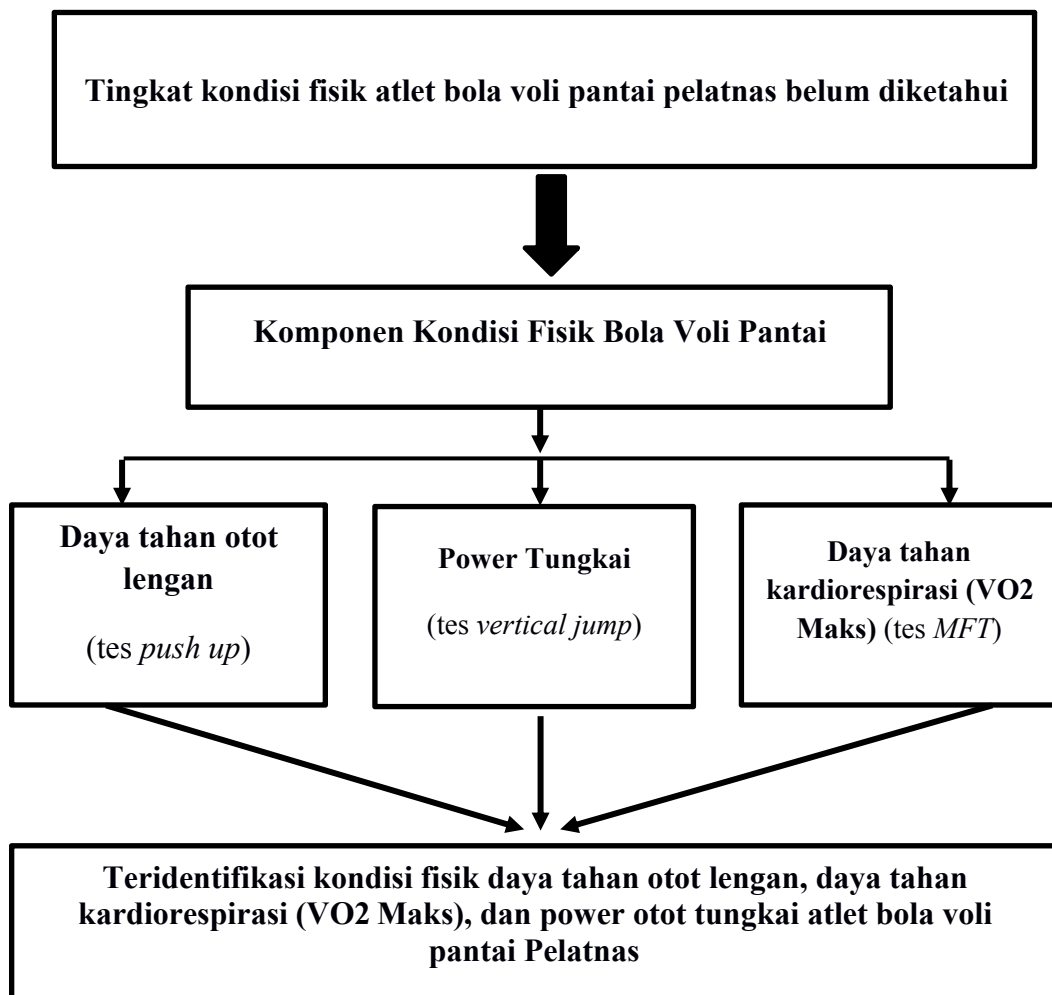 Tingkat kondisi fisik atlet bola voli pantai pelatnas belum diketahui
Komponen Kondisi Fisik Bola Voli Pantai
Daya tahan otot
lengan
(tes push up)
Power Tungkai
(tes vertical jump)
Daya tahan
kardiorespirasi (VO2
Maks) (tes MFT)
Teridentifikasi kondisi fisik daya tahan otot lengan, daya tahan
kardiorespirasi (VO2 Maks), dan power otot tungkai atlet bola voli
pantai Pelatnas